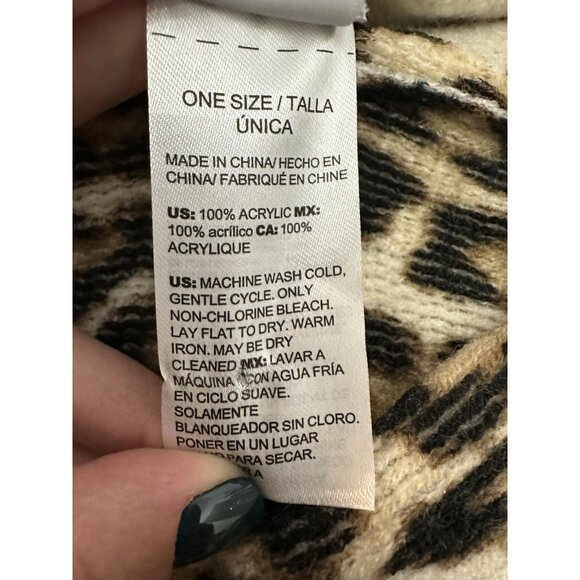 ONE SIZE / TALLA
ÚNICA
MADE IN CHINA/ HECHO EN
CHINA/ FABRIQUÉ EN CHINE
US: 100% ACRYLIC MX:
100% acrílico CA: 100%
ACRYLIQUE
US: MACHINE WASH COLD,
GENTLE CYCLE. ONLY
NON-CHLORINE BLEACH.
LAY FLAT TO DRY. WARM
IRON. MAY BE DRY
CLEANED MX: LAVAR A
MÁQUINA CON AGUA FRÍA
EN CICLO SUAVE.
SOLAMENTE
BLANQUEADOR SIN CLORO.
PONER EN UN LUGAR
PARA SECAR.